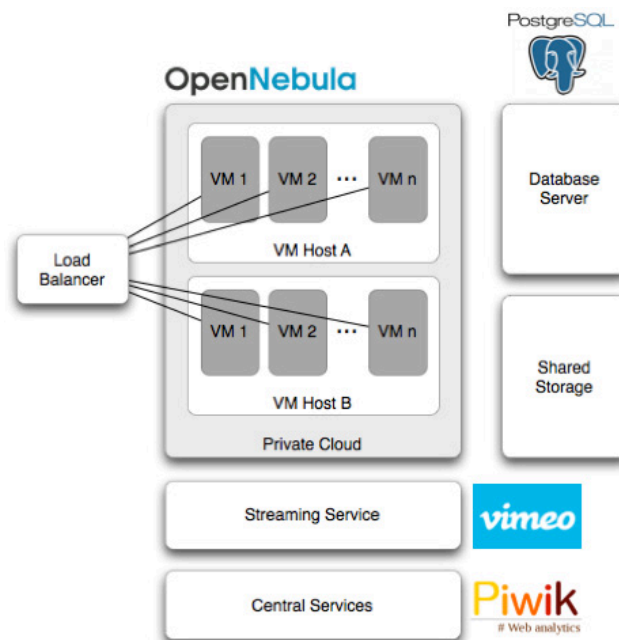 PostgreSQL
OpenNebula
VM 1
VM 2
...
VM n
VM Host A
Load
Balancer
VM 1
VM 2
...
VM n
VM Host B
Private Cloud
Database
Server
Shared
Storage
Streaming Service
vimeo
Central Services
Piwik
# Web analytics